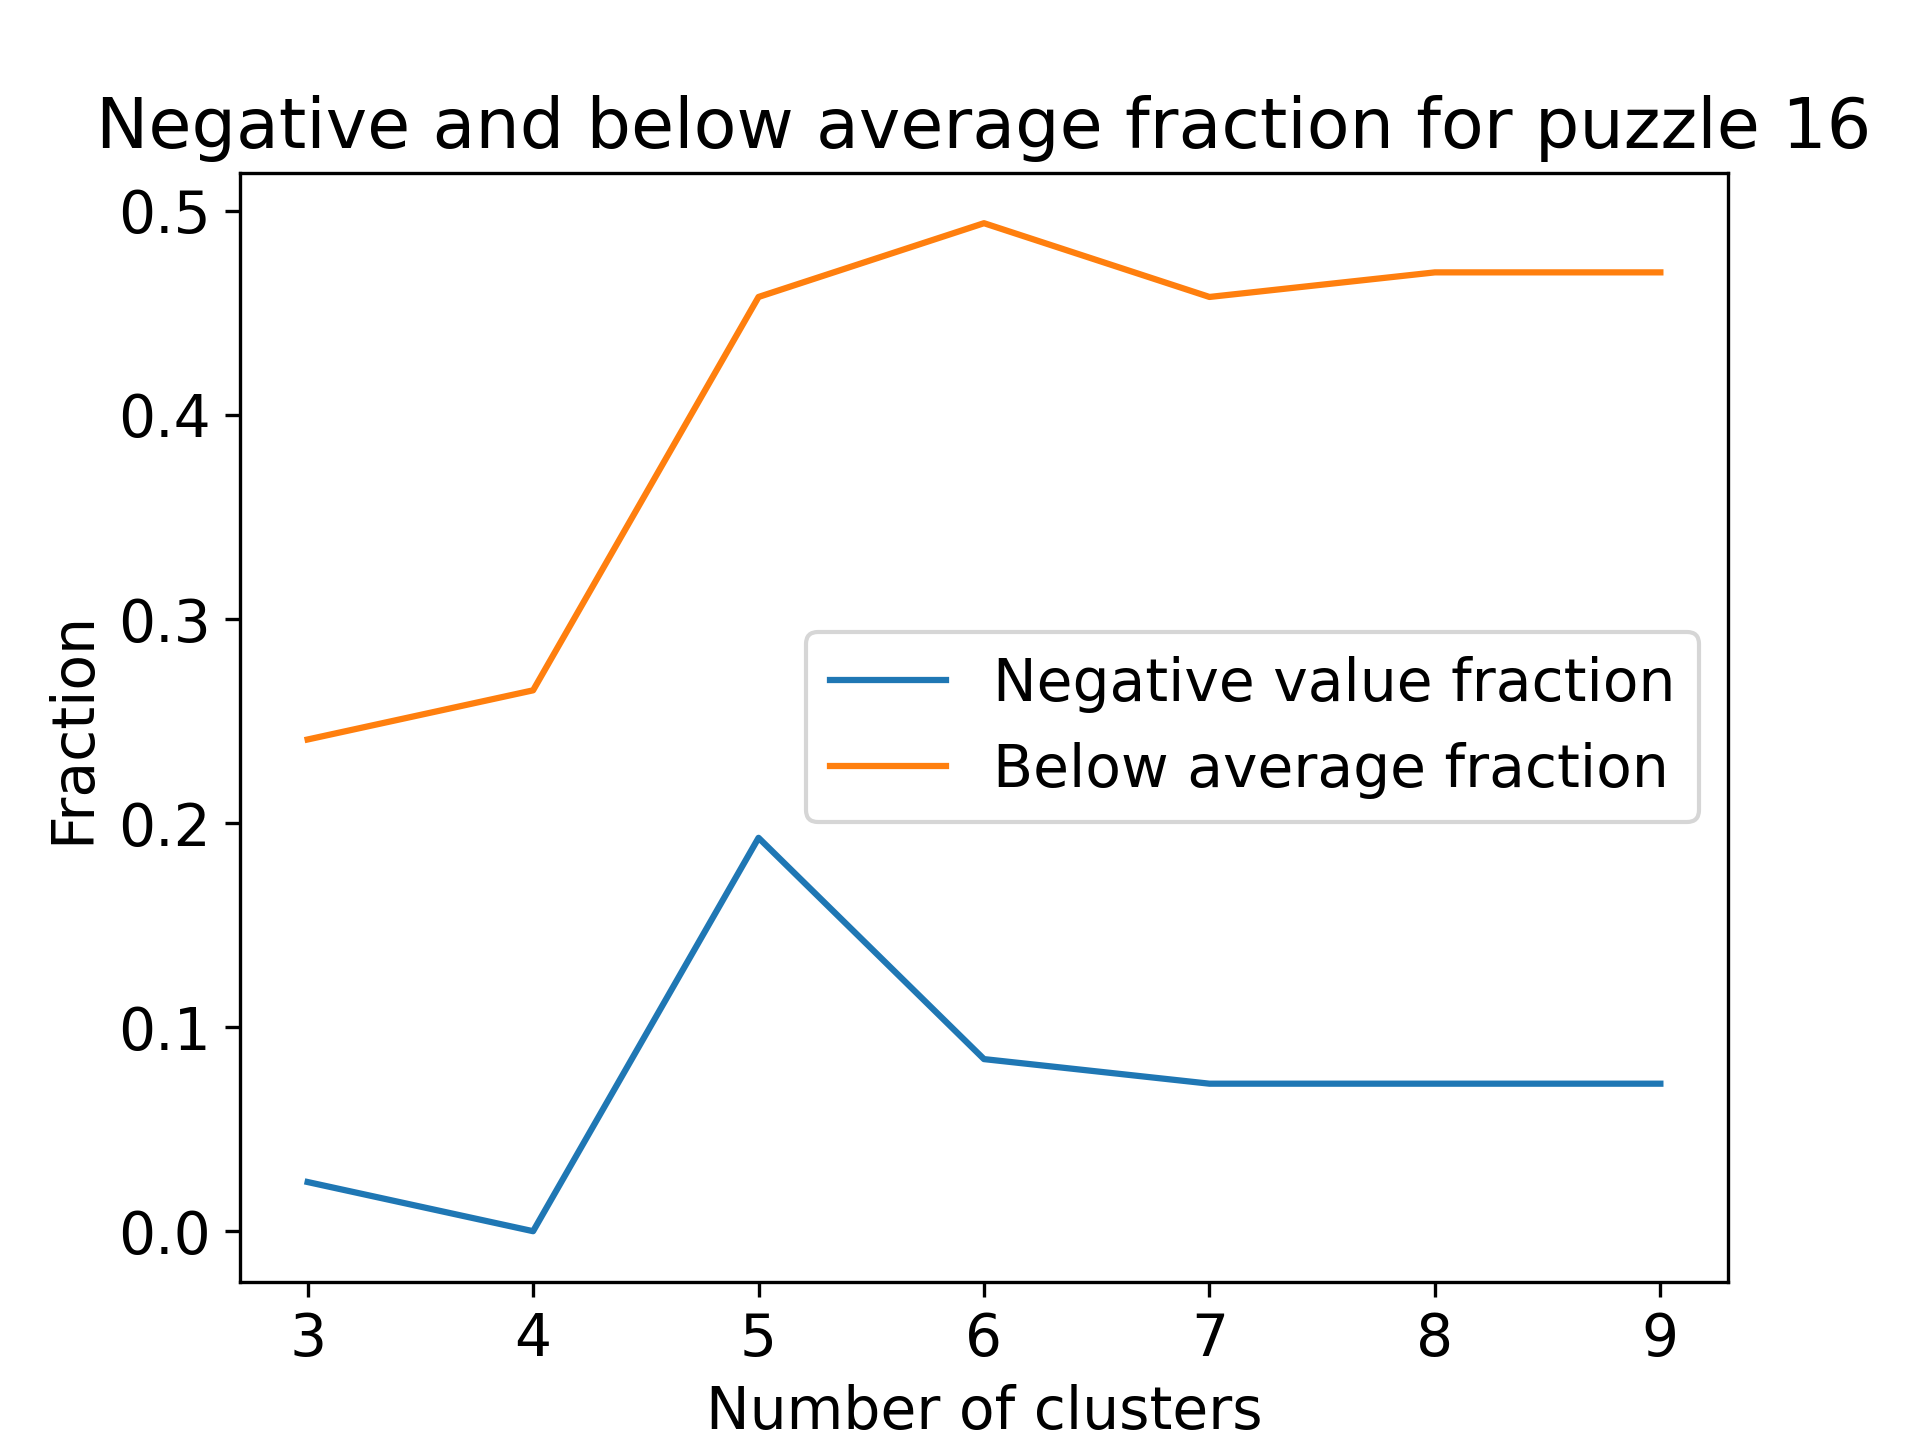 Negative and below average fraction for puzzle 16
0.5
0.4
0.3
0.2
0.1
0.0
Fraction
Negative value fraction
Below average fraction
3 4 5 6 7 8 9
Number of clusters